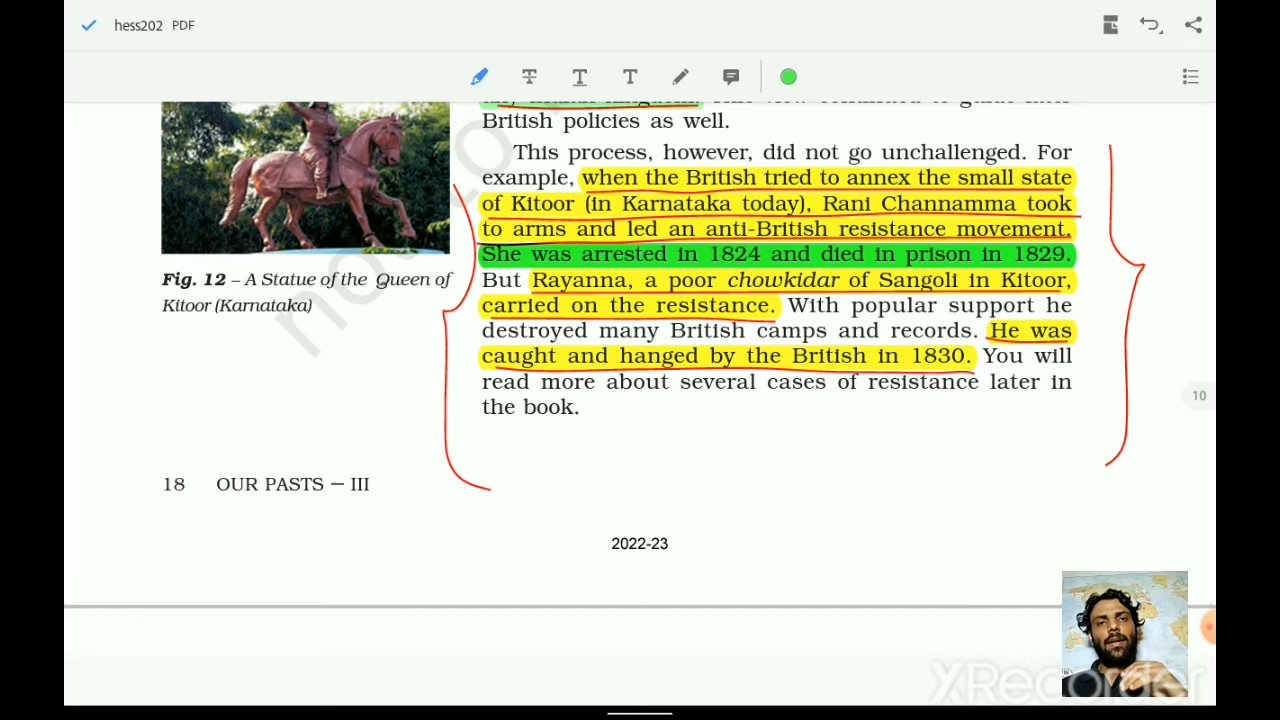 hess202 PDF
British policies as well.
This process, however, did not go unchallenged. For
example, when the British tried to annex the small state
of Kitoor (in Karnataka today), Rani Channamma took
to arms and led an anti-British resistance movement.
She was arrested in 1824 and died in prison in 1829.
But Rayanna, a poor chowkidar of Sangoli in Kitoor,
carried on the resistance. With popular support he
destroyed many British camps and records. He was
caught and hanged by the British in 1830. You will
read more about several cases of resistance later in
the book.
Fig. 12 – A Statue of the Queen of
Kitoor (Karnataka)
10
18 OUR PASTS – III
2022-23
XRecorder